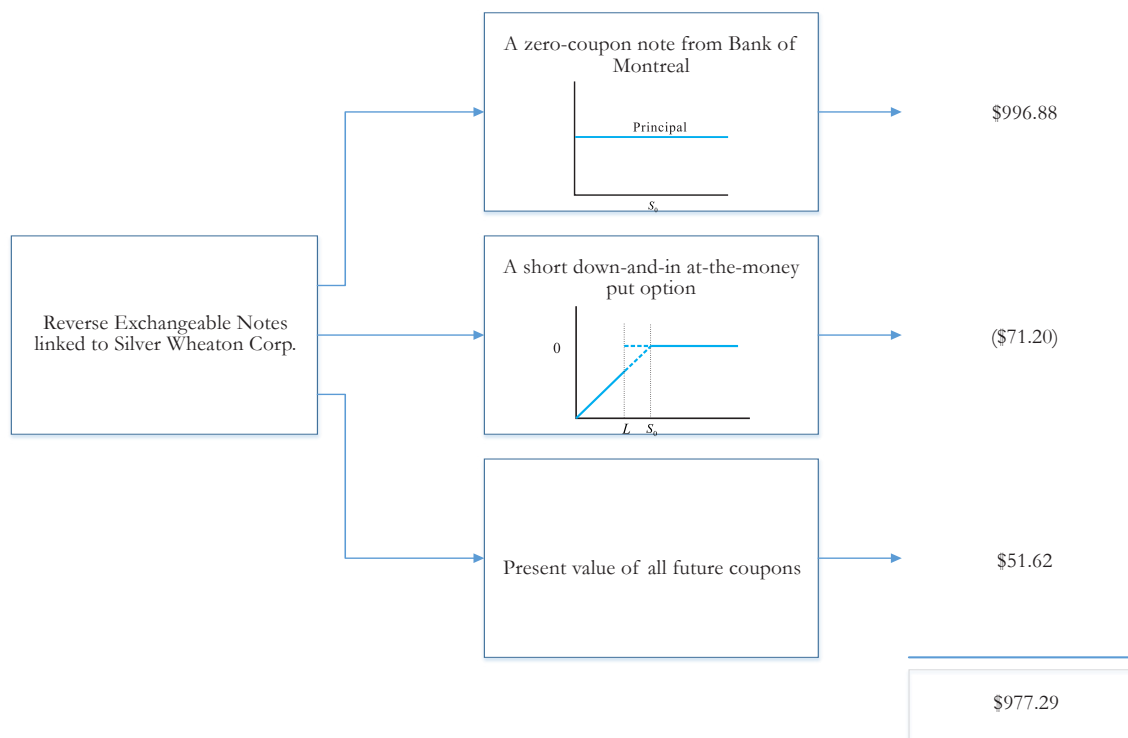 A zero-coupon note from Bank of
Montreal
Principal
S₀
$996.88
Reverse Exchangeable Notes
linked to Silver Wheaton Corp.
A short down-and-in at-the-money
put option
0
L S₀
($71.20)
Present value of all future coupons
$51.62
$977.29